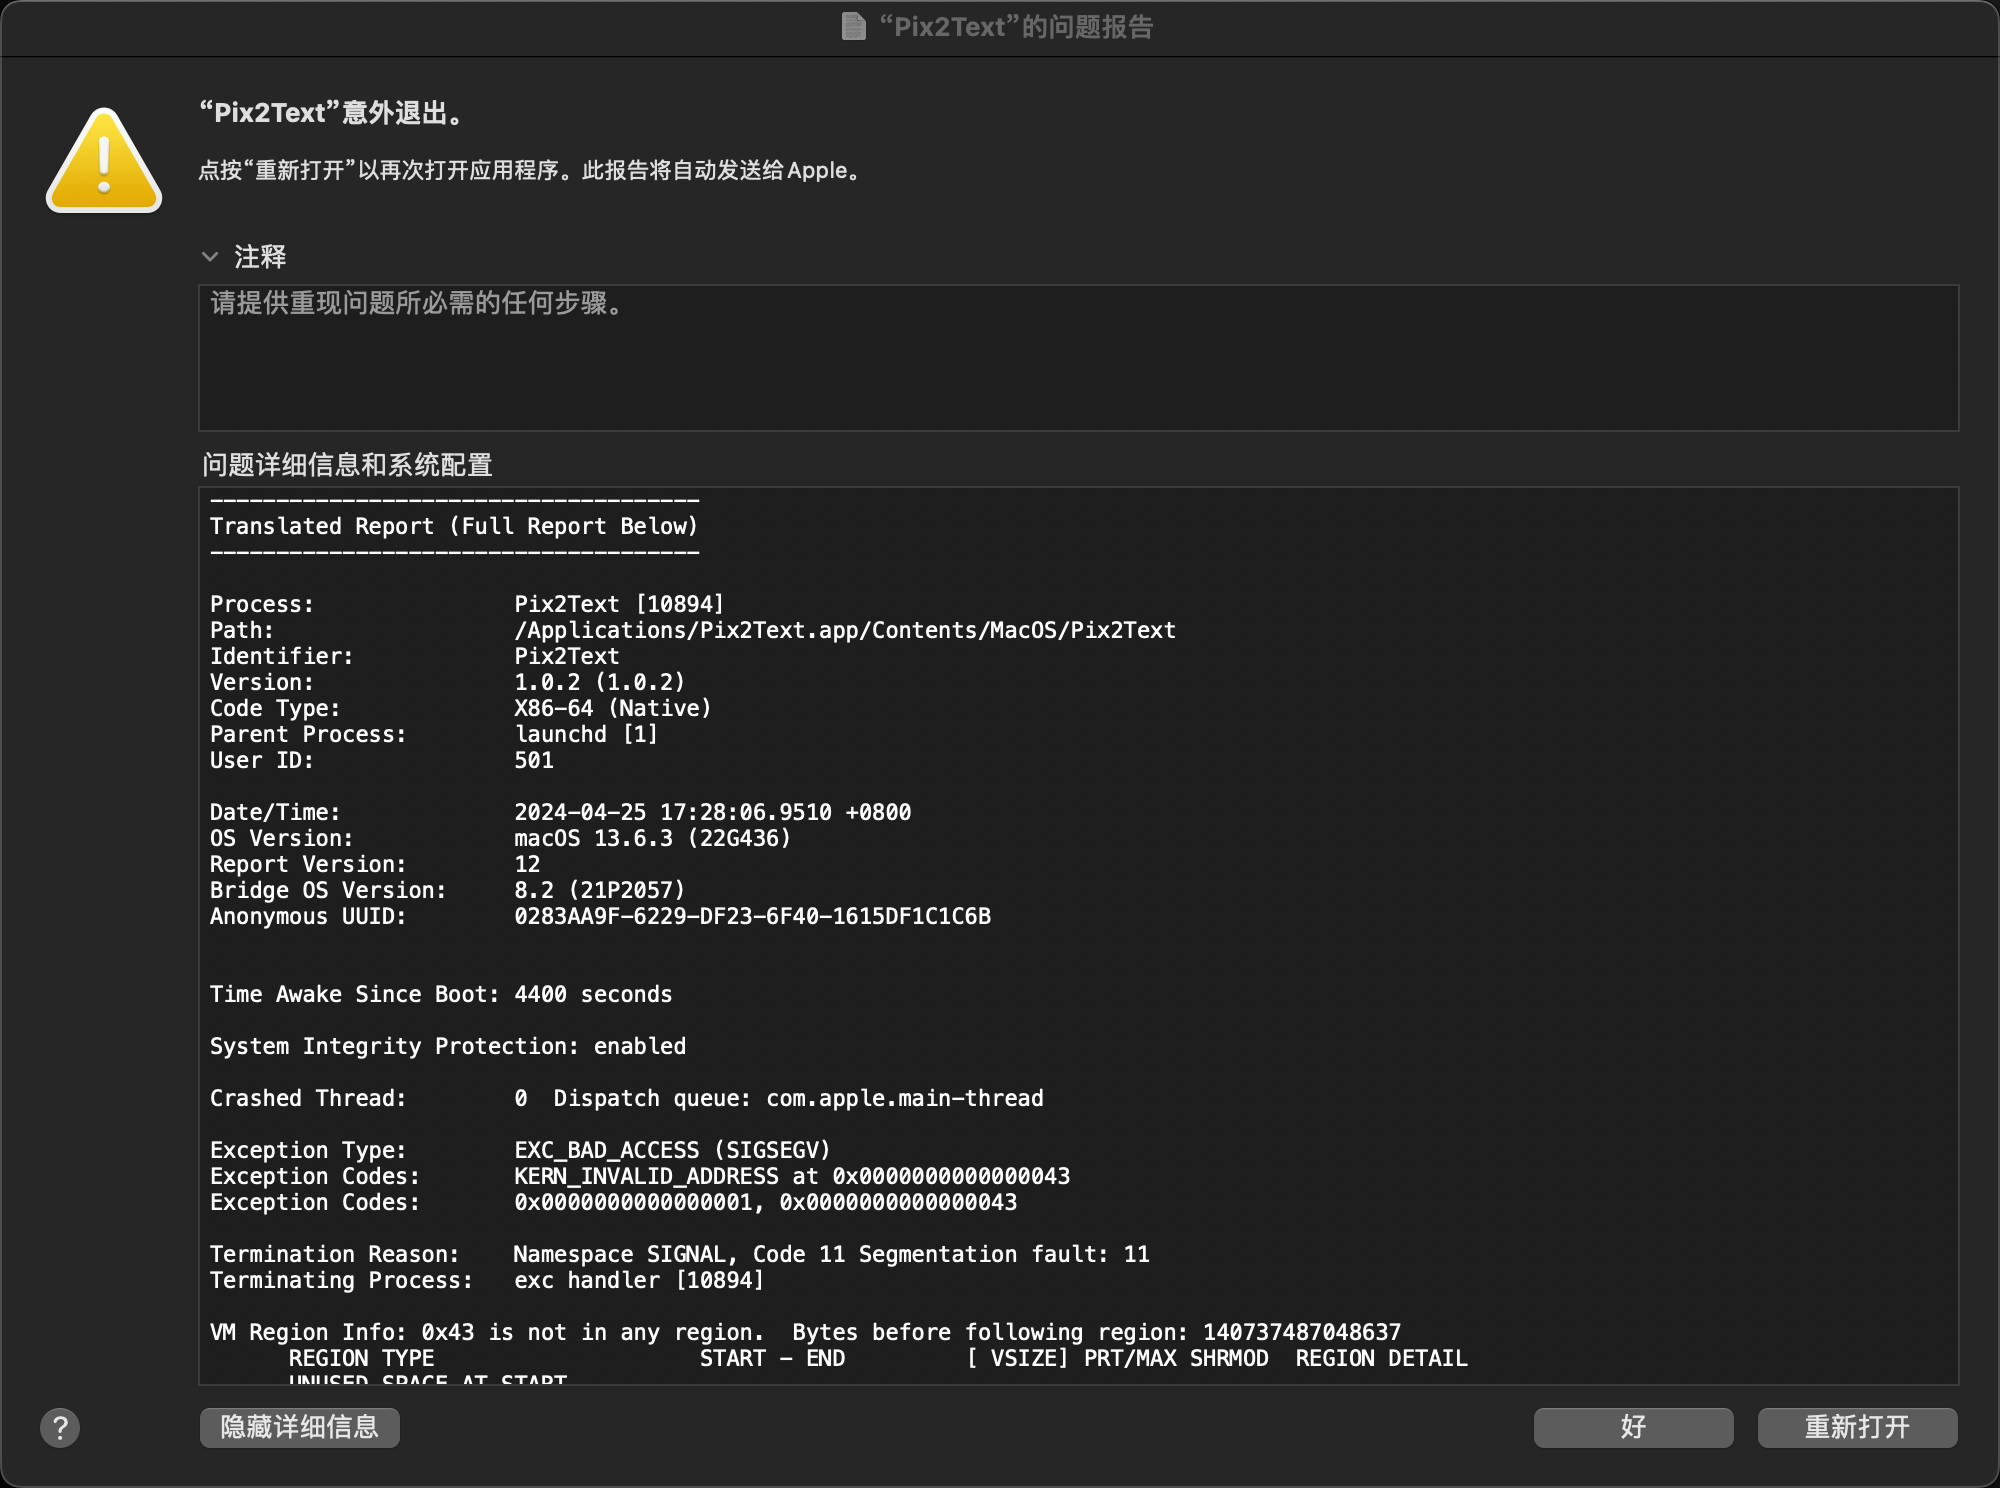 “Pix2Text”的问题报告
“Pix2Text”意外退出。
点按“重新打开”以再次打开应用程序。此报告将自动发送给Apple。
注释
请提供重现问题所必需的任何步骤。
问题详细信息和系统配置
-------------------------------------
Translated Report (Full Report Below)
-------------------------------------
Process: Pix2Text [10894]
Path: /Applications/Pix2Text.app/Contents/MacOS/Pix2Text
Identifier: Pix2Text
Version: 1.0.2 (1.0.2)
Code Type: X86-64 (Native)
Parent Process: launchd [1]
User ID: 501
Date/Time: 2024-04-25 17:28:06.9510 +0800
OS Version: macOS 13.6.3 (22G436)
Report Version: 12
Bridge OS Version: 8.2 (21P2057)
Anonymous UUID: 0283AA9F-6229-DF23-6F40-1615DF1C1C6B
Time Awake Since Boot: 4400 seconds
System Integrity Protection: enabled
Crashed Thread: 0 Dispatch queue: com.apple.main-thread
Exception Type: EXC_BAD_ACCESS (SIGSEGV)
Exception Codes: KERN_INVALID_ADDRESS at 0x0000000000000043
Exception Codes: 0x0000000000000001, 0x0000000000000043
Termination Reason: Namespace SIGNAL, Code 11 Segmentation fault: 11
Terminating Process: exc handler [10894]
VM Region Info: 0x43 is not in any region. Bytes before following region: 140737487048637
REGION TYPE START - END [ VSIZE] PRT/MAX SHRMOD REGION DETAIL
UNUSED SPACE AT START
?
隐藏详细信息
好
重新打开